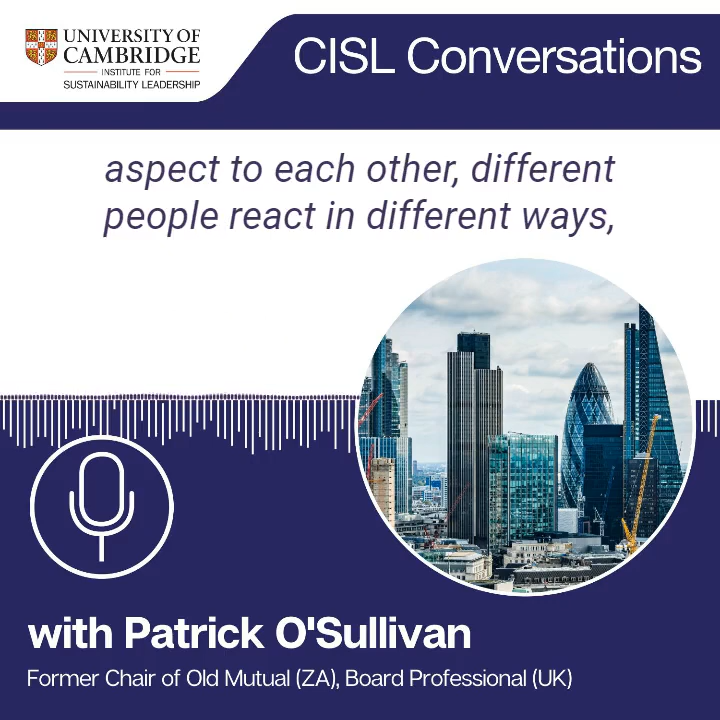 UNIVERSITY OF
CAMBRIDGE
INSTITUTE FOR
SUSTAINABILITY LEADERSHIP
CISL Conversations
aspect to each other, different
people react in different ways,
with Patrick O'Sullivan
Former Chair of Old Mutual (ZA), Board Professional (UK)